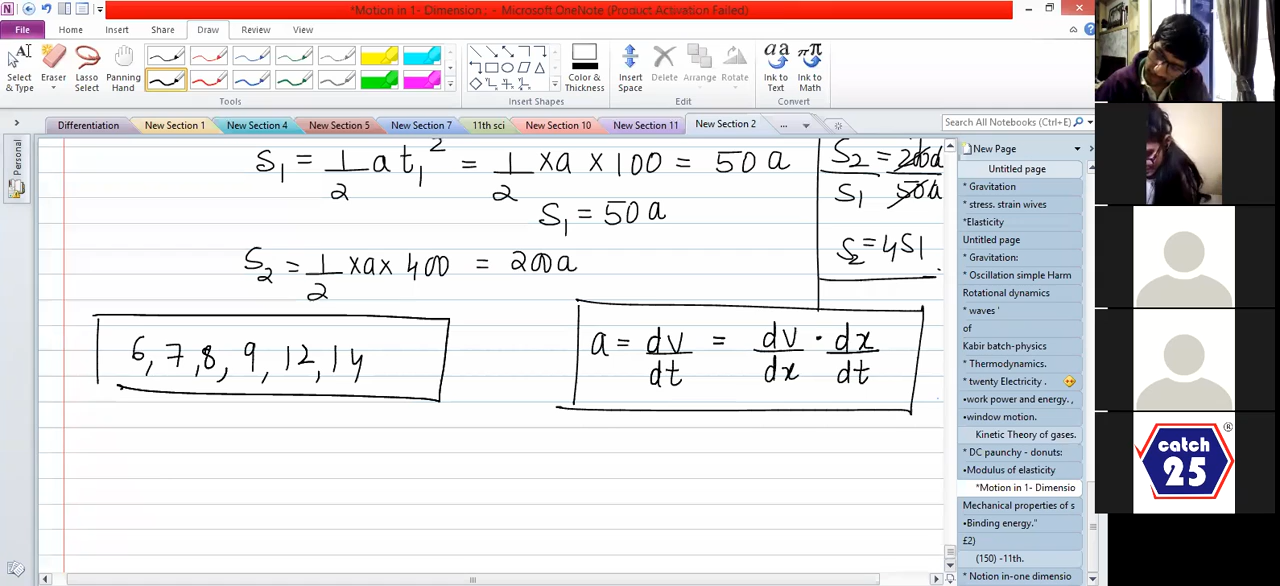 *Motion in 1- Dimension : - Microsoft OneNote (Product Activation Failed)
File Home Insert Share Draw Review View
Select & Type
Eraser
Lasso Select
Panning Hand
Color & Thickness
Insert Space
Delete
Arrange
Rotate
Ink to Text
Ink to Math
Tools
Insert Shapes
Edit
Convert
Differentiation New Section 1 New Section 4 New Section 5 New Section 7 11th sci New Section 10 New Section 11 New Section 2 ...
Search All Notebooks (Ctrl+E)
Personal
S₁ = 1/2 a t₁² = 1/2 × a × 100 = 50 a
S₁ = 50 a
S₂ = 1/2 × a × 400 = 200a
S₂/S₁ = 200a/50a
S₂ = 4S1
6, 7, 8, 9, 12, 14
a = dv/dt = dv/dx · dx/dt
New Page
Untitled page
* Gravitation
* stress. strain wives
*Elasticity
Untitled page
* Gravitation:
* Oscillation simple Harm
Rotational dynamics
* waves '
of
Kabir batch-physics
* Thermodynamics.
* twenty Electricity .
•work power and energy. ,
•window motion.
Kinetic Theory of gases.
* DC paunchy - donuts:
•Modulus of elasticity
*Motion in 1- Dimensio
Mechanical properties of s
•Binding energy."
£2)
(150) -11th.
* Notion in-one dimensio
catch
25
®